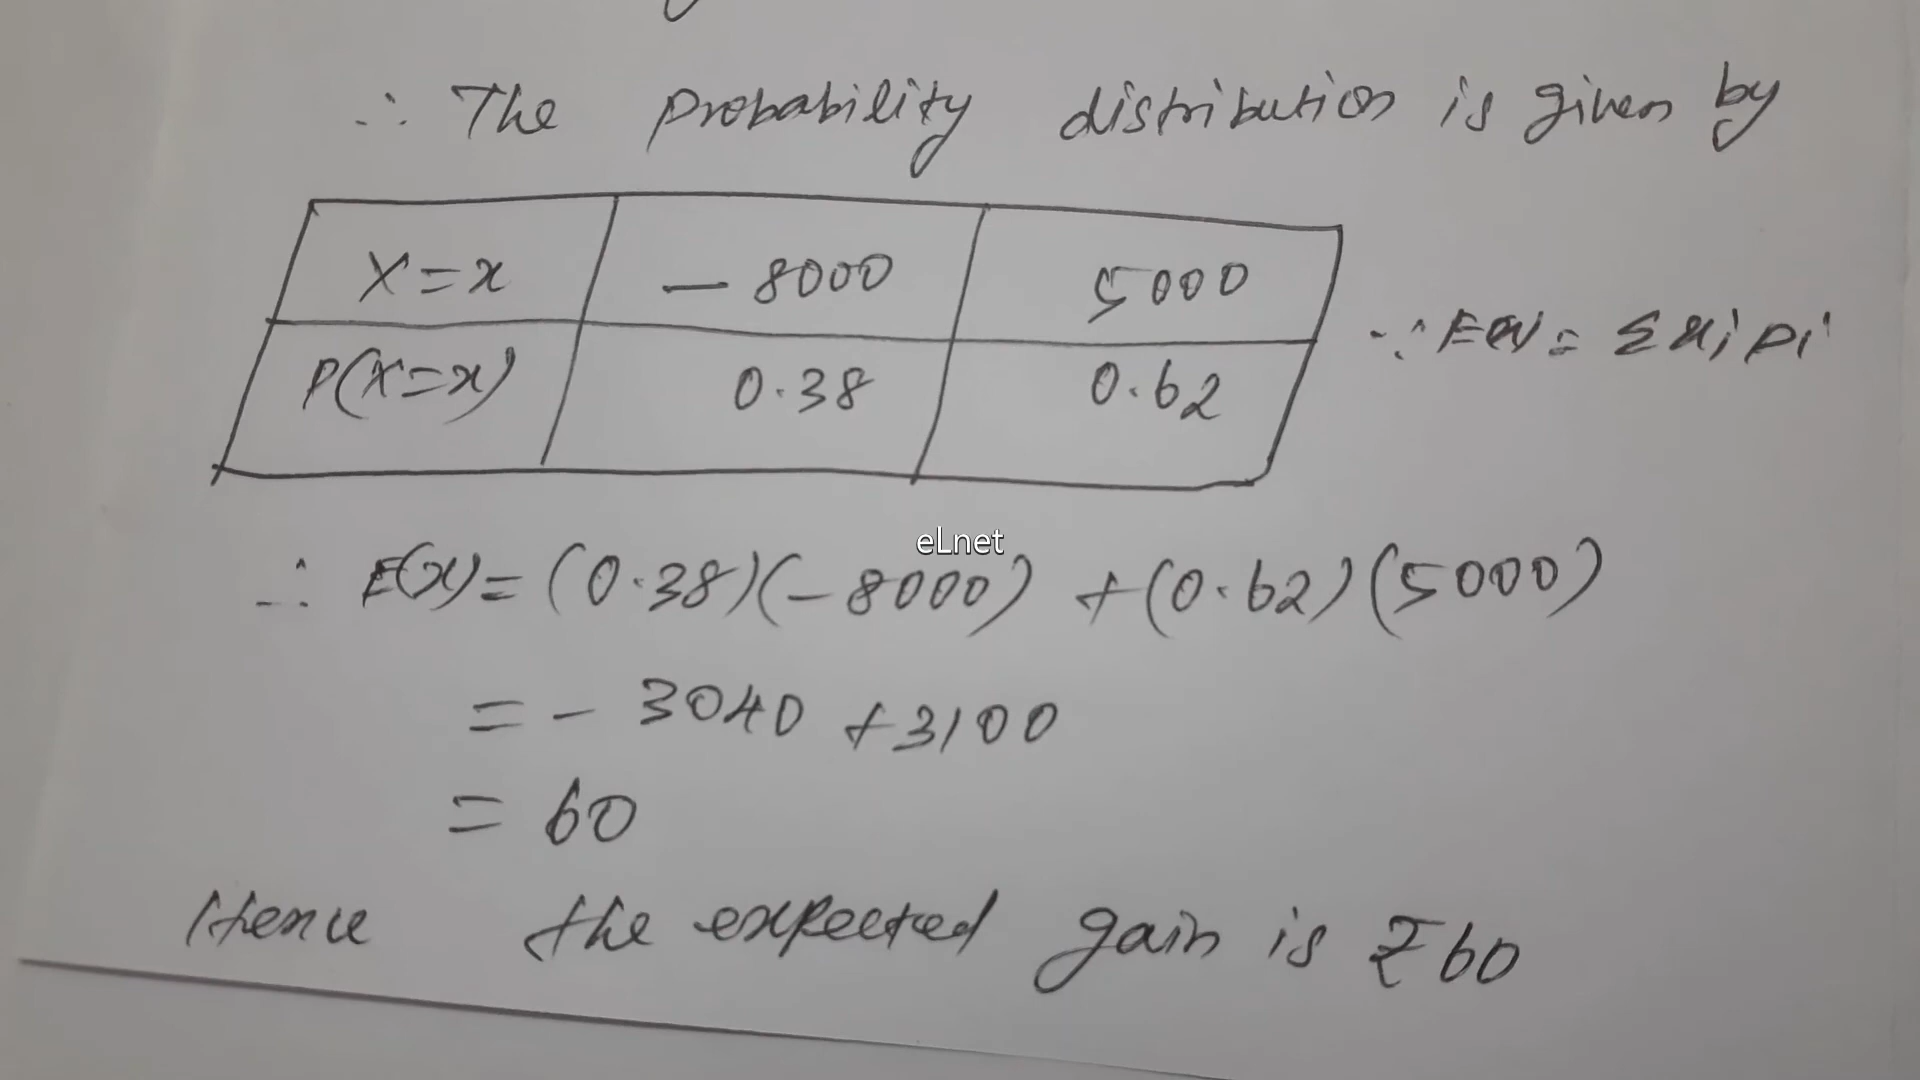 ∴ The probability distribution is given by
X=x -8000 5000
P(X=x) 0.38 0.62
∵ E(x) = Σxipi
eLnet
∴ E(x) = (0.38)(-8000) + (0.62)(5000)
= - 3040 + 3100
= 60
Hence the expected gain is ₹60